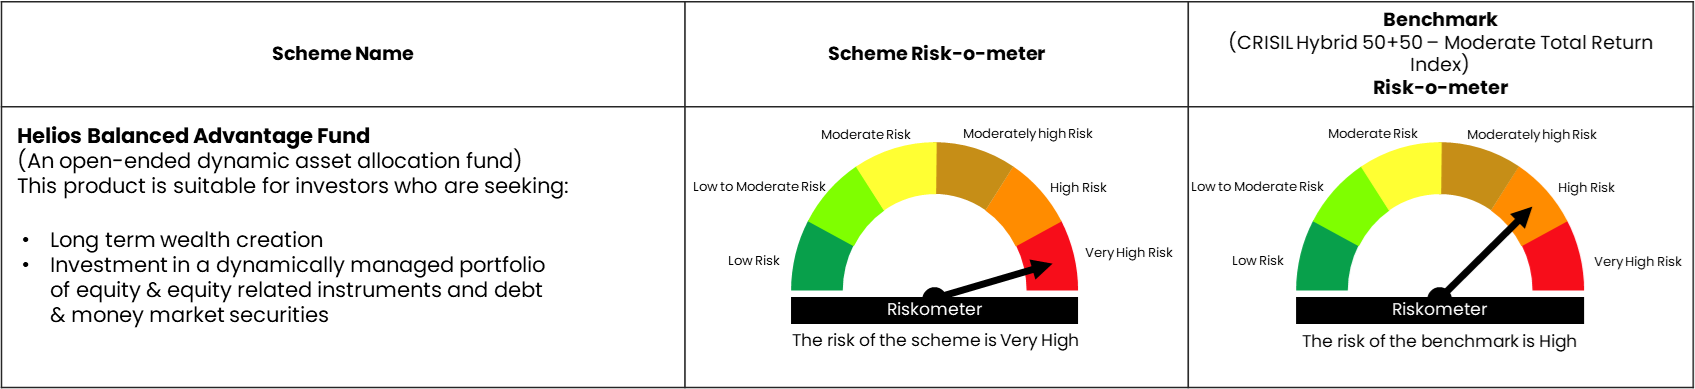 Scheme Name
Scheme Risk-o-meter
Benchmark
(CRISIL Hybrid 50+50 – Moderate Total Return
Index)
Risk-o-meter
Helios Balanced Advantage Fund
(An open-ended dynamic asset allocation fund)
This product is suitable for investors who are seeking:
• Long term wealth creation
• Investment in a dynamically managed portfolio
of equity & equity related instruments and debt
& money market securities
Moderate Risk
Moderately high Risk
Low to Moderate Risk
High Risk
Low Risk
Very High Risk
Riskometer
The risk of the scheme is Very High
Moderate Risk
Moderately high Risk
Low to Moderate Risk
High Risk
Low Risk
Very High Risk
Riskometer
The risk of the benchmark is High